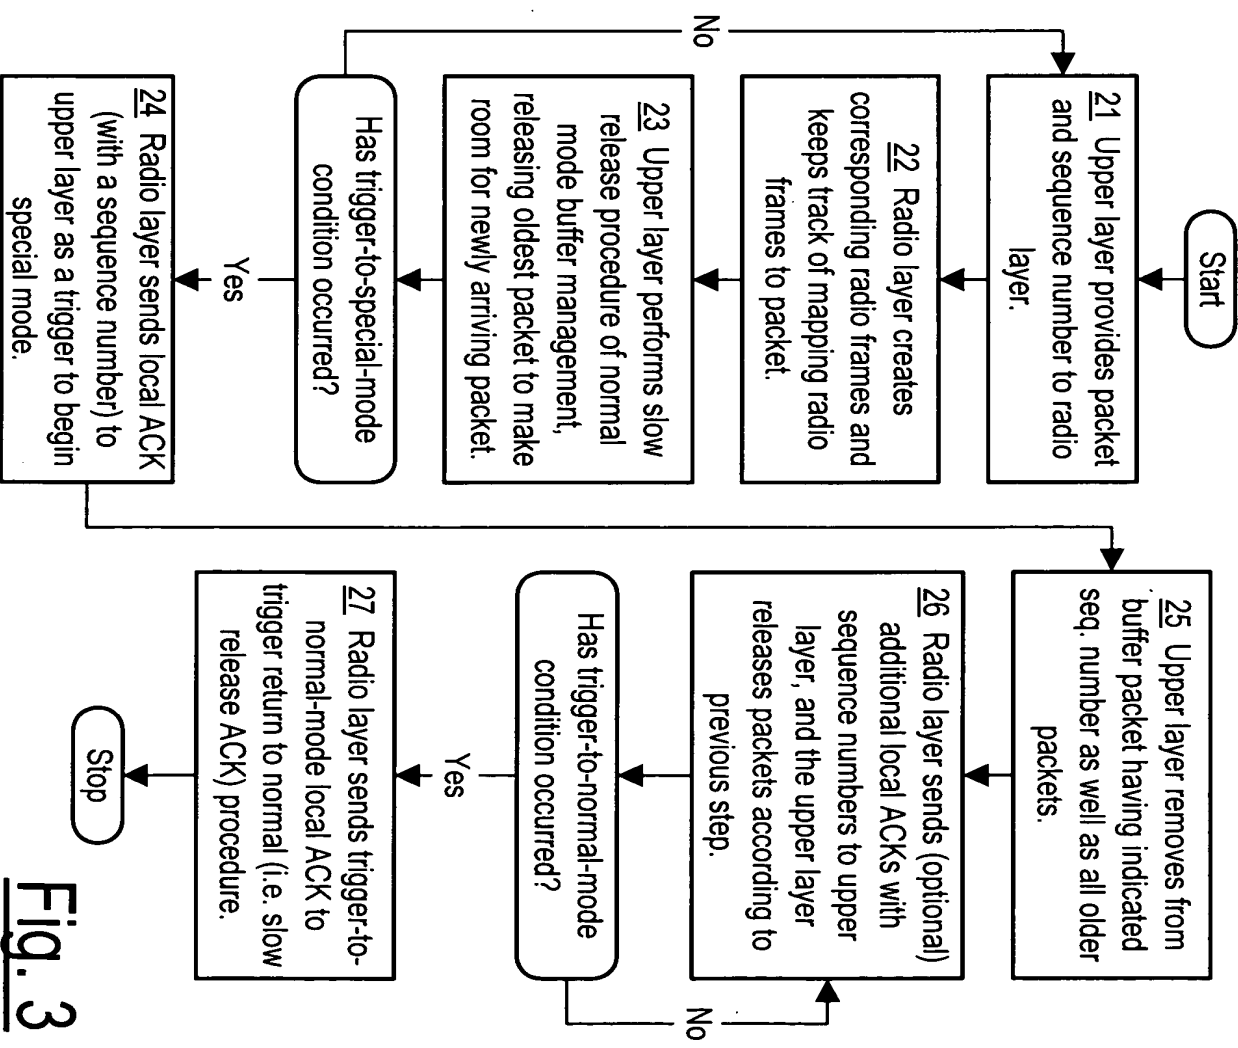 Start
21 Upper layer provides packet
and sequence number to radio
layer.
22 Radio layer creates
corresponding radio frames and
keeps track of mapping radio
frames to packet.
23 Upper layer performs slow
release procedure of normal
mode buffer management,
releasing oldest packet to make
room for newly arriving packet.
Has trigger-to-special-mode
condition occurred?
No
Yes
24 Radio layer sends local ACK
(with a sequence number) to
upper layer as a trigger to begin
special mode.
25 Upper layer removes from
buffer packet having indicated
seq. number as well as all older
packets.
26 Radio layer sends (optional)
additional local ACKs with
sequence numbers to upper
layer, and the upper layer
releases packets according to
previous step.
Has trigger-to-normal-mode
condition occurred?
No
Yes
27 Radio layer sends trigger-to-
normal-mode local ACK to
trigger return to normal (i.e. slow
release ACK) procedure.
Stop
Fig. 3